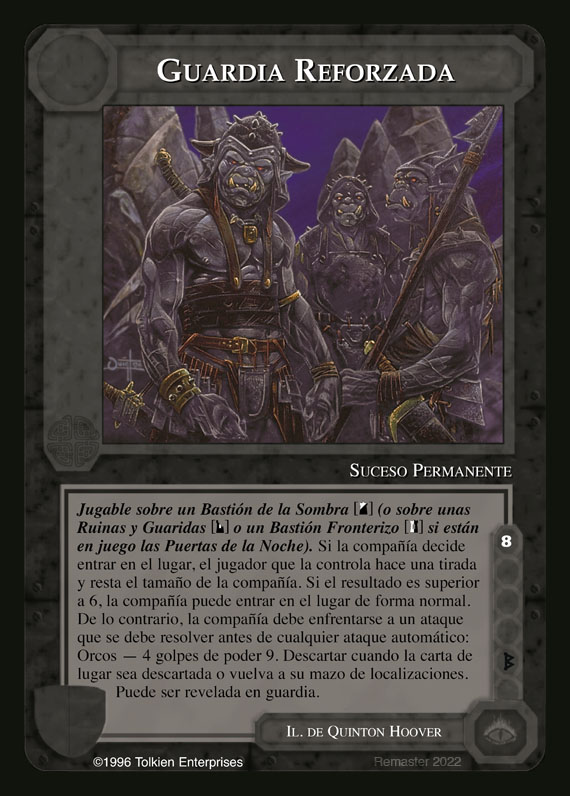 Guardia Reforzada
Suceso Permanente
Jugable sobre un Bastión de la Sombra [] (o sobre unas
Ruinas y Guaridas [] o un Bastión Fronterizo [] si están
en juego las Puertas de la Noche). Si la compañía decide
entrar en el lugar, el jugador que la controla hace una tirada
y resta el tamaño de la compañía. Si el resultado es superior
a 6, la compañía puede entrar en el lugar de forma normal.
De lo contrario, la compañía debe enfrentarse a un ataque
que se debe resolver antes de cualquier ataque automático:
Orcos — 4 golpes de poder 9. Descartar cuando la carta de
lugar sea descartada o vuelva a su mazo de localizaciones.
Puede ser revelada en guardia.
8
Il. de Quinton Hoover
©1996 Tolkien Enterprises
Remaster 2022